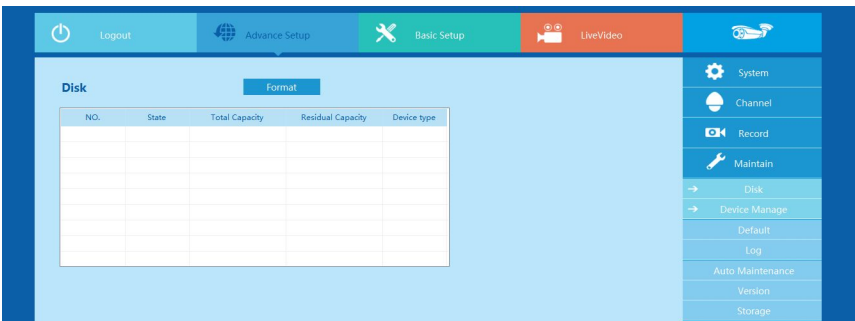 Logout
Advance Setup
Basic Setup
LiveVideo
Disk
Format
NO. State Total Capacity Residual Capacity Device type
System
Channel
Record
Maintain
Disk
Device Manage
Default
Log
Auto Maintenance
Version
Storage